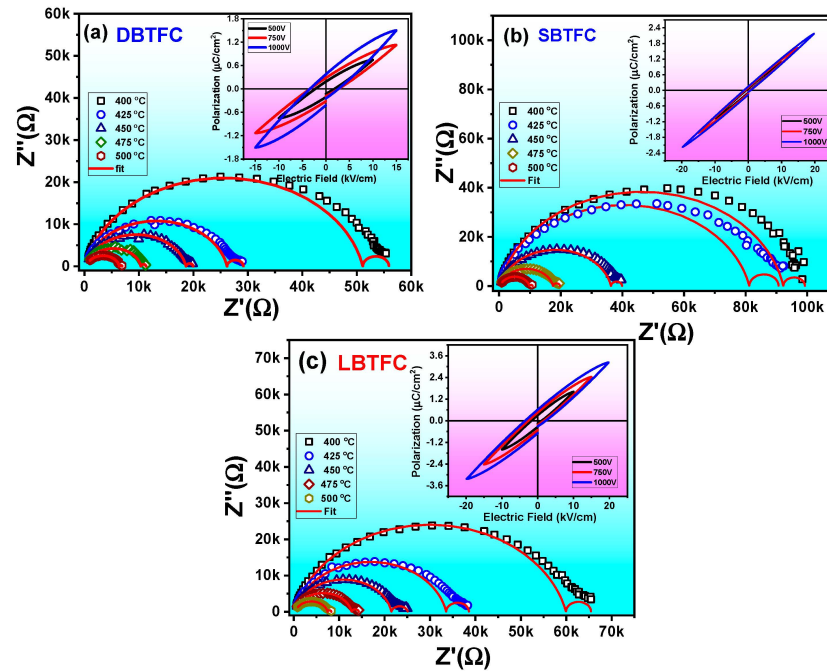 (a) DBTFC
Z''(Ω)
60k
50k
40k
30k
20k
10k
0
0 10k 20k 30k 40k 50k 60k
Z'(Ω)
400 °C
425 °C
450 °C
475 °C
500 °C
fit
Polarization (μC/cm²)
1.8
1.2
0.6
0.0
-0.6
-1.2
-1.8
-15 -10 -5 0 5 10 15
Electric Field (kV/cm)
500V
750V
1000V
(b) SBTFC
Z''(Ω)
100k
80k
60k
40k
20k
0
0 20k 40k 60k 80k 100k
Z'(Ω)
400 °C
425 °C
450 °C
475 °C
500 °C
Fit
Polarization (μC/cm²)
2.4
1.6
0.8
0.0
-0.8
-1.6
-2.4
-20 -10 0 10 20
Electric Field (kV/cm)
500V
750V
1000V
(c) LBTFC
Z''(Ω)
70k
60k
50k
40k
30k
20k
10k
0
0 10k 20k 30k 40k 50k 60k 70k
Z'(Ω)
400 °C
425 °C
450 °C
475 °C
500 °C
Fit
Polarization (μC/cm²)
3.6
2.4
1.2
0.0
-1.2
-2.4
-3.6
-20 -10 0 10 20
Electric Field (kV/cm)
500V
750V
1000V